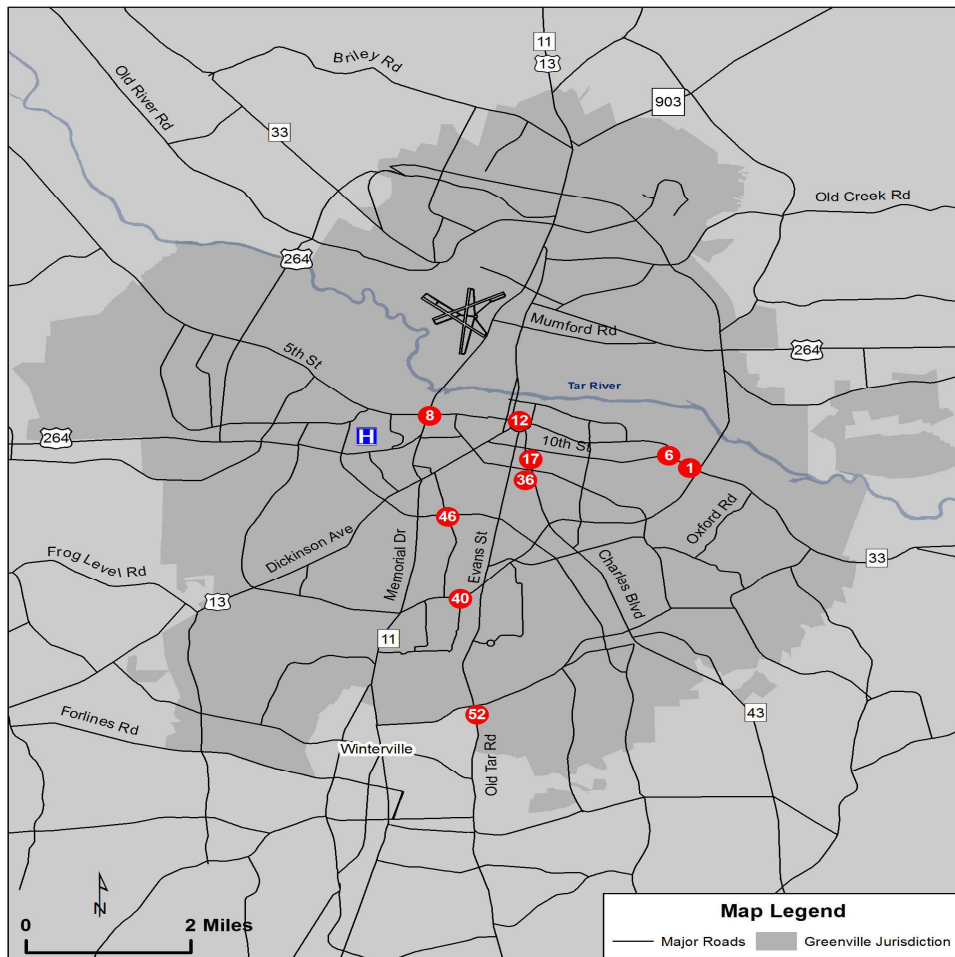 11
13
903
Briley Rd
Old River Rd
33
Old Creek Rd
264
Mumford Rd
264
5th St
Tar River
8
12
264
H
10th St
6
17
1
36
46
Oxford Rd
Dickinson Ave
Memorial Dr
Evans St
Charles Blvd
33
Frog Level Rd
13
40
11
52
43
Forlines Rd
Winterville
Old Tar Rd
N
0 2 Miles
Map Legend
Major Roads Greenville Jurisdiction